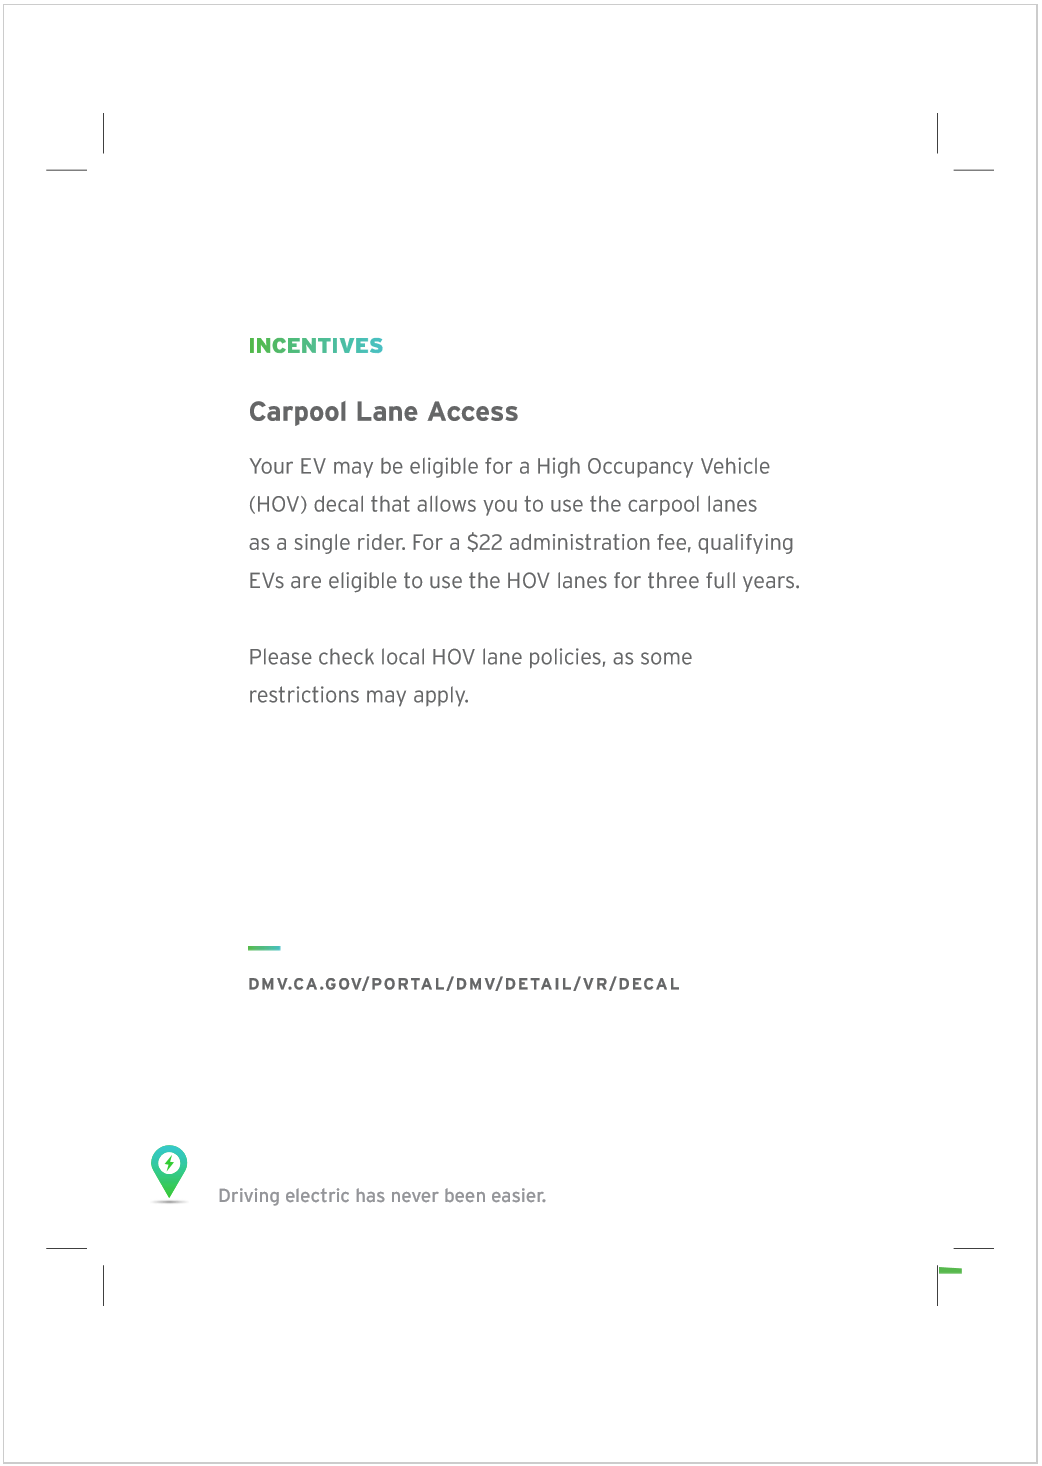 INCENTIVES
Carpool Lane Access
Your EV may be eligible for a High Occupancy Vehicle
(HOV) decal that allows you to use the carpool lanes
as a single rider. For a $22 administration fee, qualifying
EVs are eligible to use the HOV lanes for three full years.
Please check local HOV lane policies, as some
restrictions may apply.
DMV.CA.GOV/PORTAL/DMV/DETAIL/VR/DECAL
Driving electric has never been easier.